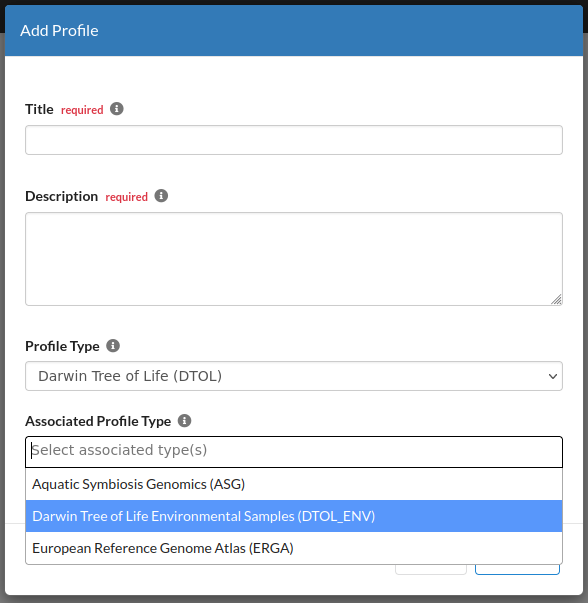 Add Profile
Title required
Description required
Profile Type
Darwin Tree of Life (DTOL)
Associated Profile Type
Select associated type(s)
Aquatic Symbiosis Genomics (ASG)
Darwin Tree of Life Environmental Samples (DTOL_ENV)
European Reference Genome Atlas (ERGA)